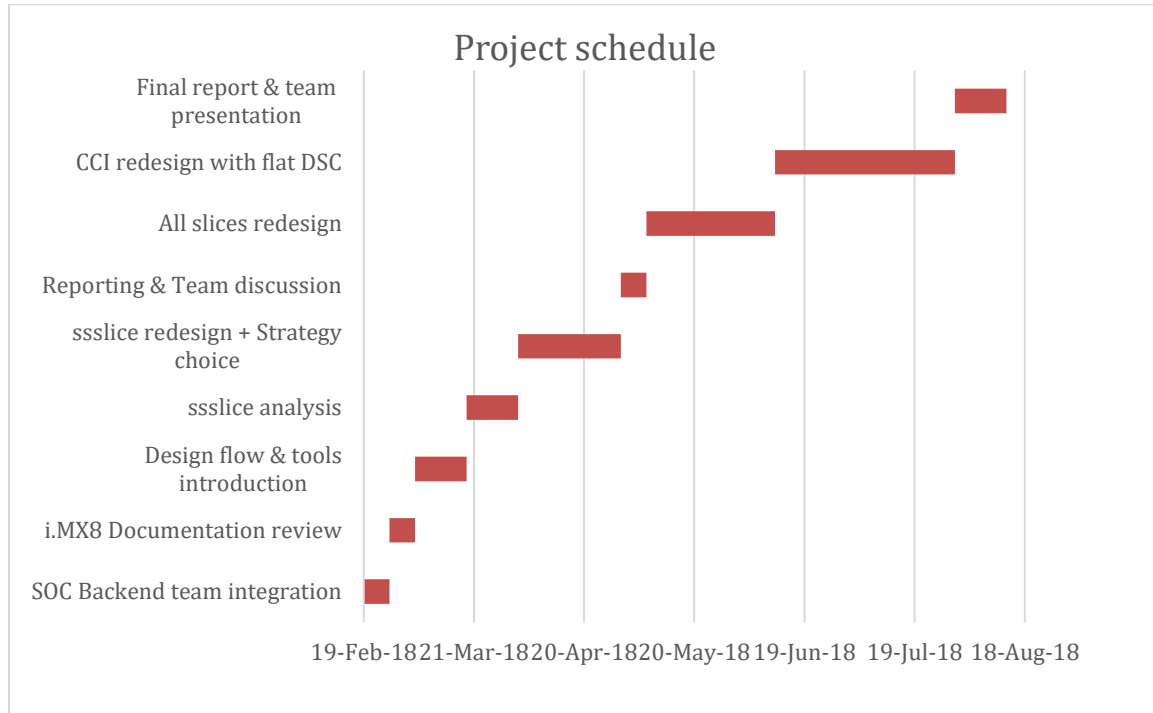 Project schedule
Final report & team
presentation
CCI redesign with flat DSC
All slices redesign
Reporting & Team discussion
ssslice redesign + Strategy
choice
ssslice analysis
Design flow & tools
introduction
i.MX8 Documentation review
SOC Backend team integration
19-Feb-18 21-Mar-18 20-Apr-18 20-May-18 19-Jun-18 19-Jul-18 18-Aug-18